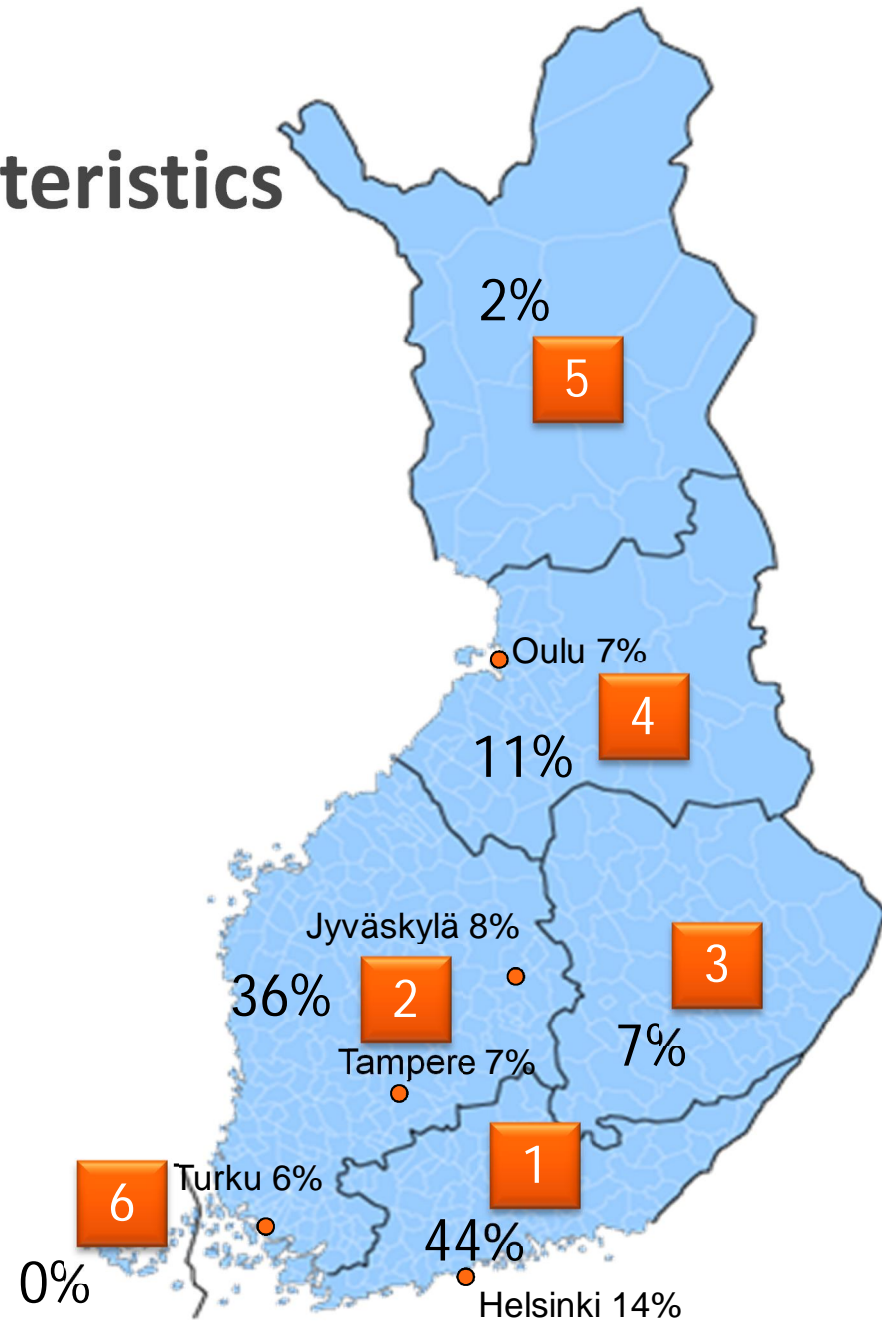 teristics
2%
5
Oulu 7%
4
11%
Jyväskylä 8%
3
36%
2
7%
Tampere 7%
1
6
Turku 6%
44%
0%
Helsinki 14%